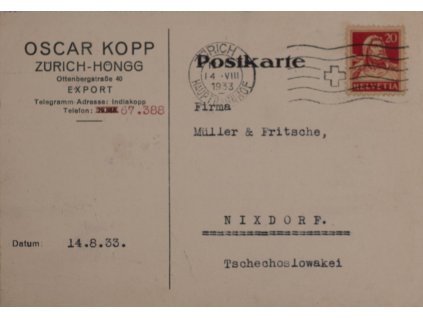 OSCAR KOPP
ZÜRICH-HÖNGG
Ottenbergstraße 40
EXPORT
Telegramm-Adresse: Indiakopp
Telefon: 67.388
Datum: 14.8.33.
Postkarte
ZÜRICH
14.VIII
1933
20
HELVETIA
Firma
Müller & Fritsche,
NIXDORF.
Tschechoslowakei